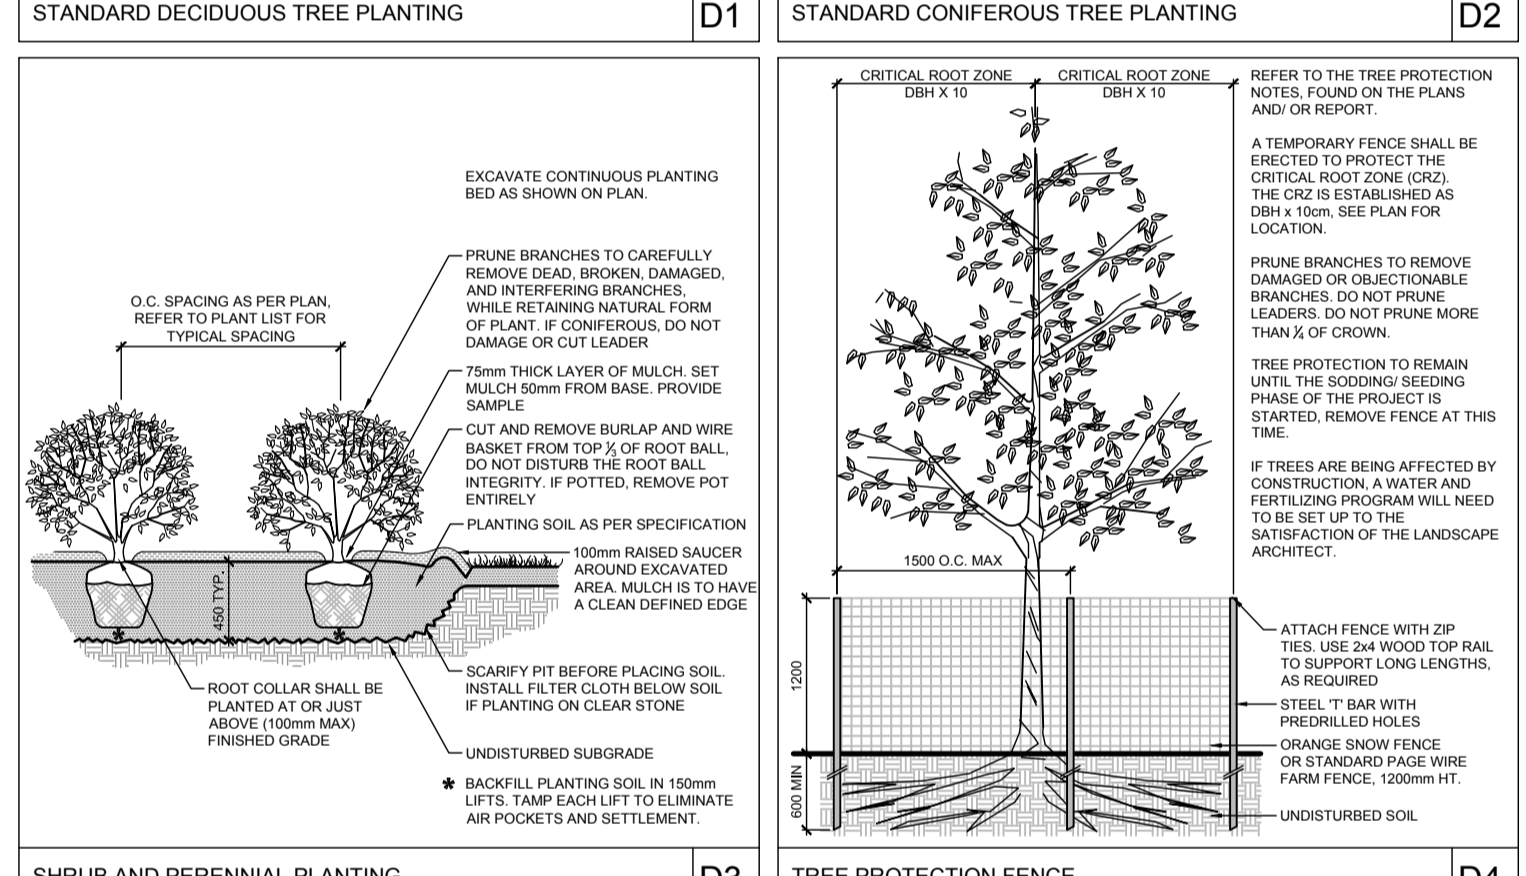 STANDARD DECIDUOUS TREE PLANTING
D1
STANDARD CONIFEROUS TREE PLANTING
D2
EXCAVATE CONTINUOUS PLANTING
BED AS SHOWN ON PLAN.
PRUNE BRANCHES TO CAREFULLY
REMOVE DEAD, BROKEN, DAMAGED,
AND INTERFERING BRANCHES,
WHILE RETAINING NATURAL FORM
OF PLANT. IF CONIFEROUS, DO NOT
DAMAGE OR CUT LEADER
O.C. SPACING AS PER PLAN,
REFER TO PLANT LIST FOR
TYPICAL SPACING
75mm THICK LAYER OF MULCH. SET
MULCH 50mm FROM BASE. PROVIDE
SAMPLE
CUT AND REMOVE BURLAP AND WIRE
BASKET FROM TOP ⅓ OF ROOT BALL,
DO NOT DISTURB THE ROOT BALL
INTEGRITY. IF POTTED, REMOVE POT
ENTIRELY
PLANTING SOIL AS PER SPECIFICATION
100mm RAISED SAUCER
AROUND EXCAVATED
AREA. MULCH IS TO HAVE
A CLEAN DEFINED EDGE
450 TYP.
*
*
SCARIFY PIT BEFORE PLACING SOIL.
INSTALL FILTER CLOTH BELOW SOIL
IF PLANTING ON CLEAR STONE
ROOT COLLAR SHALL BE
PLANTED AT OR JUST
ABOVE (100mm MAX)
FINISHED GRADE
UNDISTURBED SUBGRADE
* BACKFILL PLANTING SOIL IN 150mm
LIFTS. TAMP EACH LIFT TO ELIMINATE
AIR POCKETS AND SETTLEMENT.
SHRUB AND PERENNIAL PLANTING
D3
CRITICAL ROOT ZONE
DBH X 10
CRITICAL ROOT ZONE
DBH X 10
REFER TO THE TREE PROTECTION
NOTES, FOUND ON THE PLANS
AND/ OR REPORT.
A TEMPORARY FENCE SHALL BE
ERECTED TO PROTECT THE
CRITICAL ROOT ZONE (CRZ).
THE CRZ IS ESTABLISHED AS
DBH x 10cm, SEE PLAN FOR
LOCATION.
PRUNE BRANCHES TO REMOVE
DAMAGED OR OBJECTIONABLE
BRANCHES. DO NOT PRUNE
LEADERS. DO NOT PRUNE MORE
THAN ¼ OF CROWN.
TREE PROTECTION TO REMAIN
UNTIL THE SODDING/ SEEDING
PHASE OF THE PROJECT IS
STARTED, REMOVE FENCE AT THIS
TIME.
IF TREES ARE BEING AFFECTED BY
CONSTRUCTION, A WATER AND
FERTILIZING PROGRAM WILL NEED
TO BE SET UP TO THE
SATISFACTION OF THE LANDSCAPE
ARCHITECT.
1500 O.C. MAX
1200
600 MIN
ATTACH FENCE WITH ZIP
TIES. USE 2x4 WOOD TOP RAIL
TO SUPPORT LONG LENGTHS,
AS REQUIRED
STEEL 'T' BAR WITH
PREDRILLED HOLES
ORANGE SNOW FENCE
OR STANDARD PAGE WIRE
FARM FENCE, 1200mm HT.
UNDISTURBED SOIL
TREE PROTECTION FENCE
D4